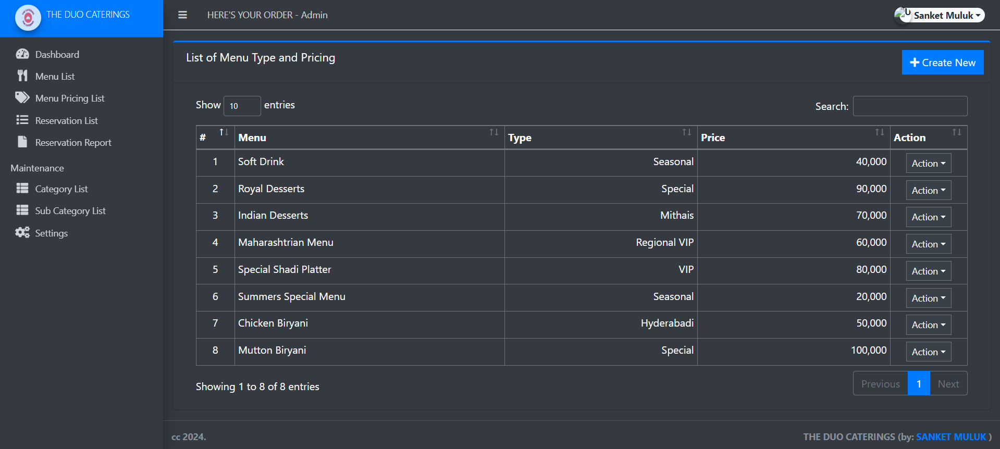 THE DUO CATERINGS
HERE'S YOUR ORDER - Admin
U
Sanket Muluk
Dashboard
Menu List
Menu Pricing List
Reservation List
Reservation Report
Maintenance
Category List
Sub Category List
Settings
List of Menu Type and Pricing
Create New
Show 10 entries
Search:
# Menu Type Price Action
1 Soft Drink Seasonal 40,000 Action
2 Royal Desserts Special 90,000 Action
3 Indian Desserts Mithais 70,000 Action
4 Maharashtrian Menu Regional VIP 60,000 Action
5 Special Shadi Platter VIP 80,000 Action
6 Summers Special Menu Seasonal 20,000 Action
7 Chicken Biryani Hyderabadi 50,000 Action
8 Mutton Biryani Special 100,000 Action
Showing 1 to 8 of 8 entries
Previous 1 Next
cc 2024.
THE DUO CATERINGS (by: SANKET MULUK )